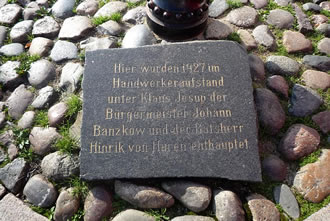 Hier wurden 1427 im
Handwerkeraufstand
unter Klaus Jesup der
Bürgermeister Johann
Banzkow und der Ratsherr
Hinrik von Haren enthauptet